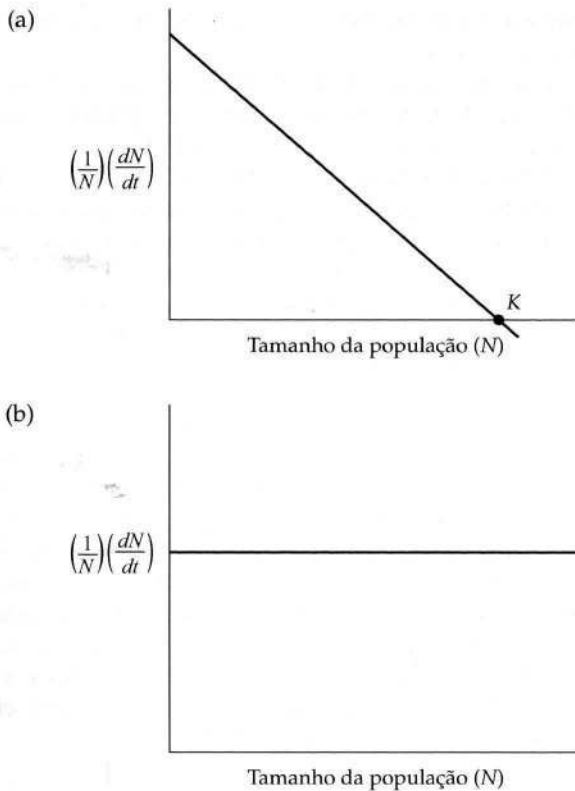 (a)
(1/N)(dN/dt)
K
Tamanho da população (N)
(b)
(1/N)(dN/dt)
Tamanho da população (N)